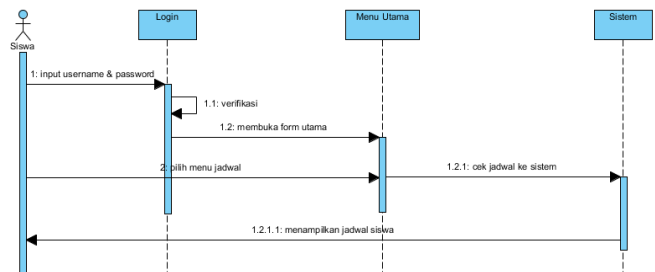 Login
Menu Utama
Sistem
Siswa
1: input username & password
1.1: verifikasi
1.2: membuka form utama
2: pilih menu jadwal
1.2.1: cek jadwal ke sistem
1.2.1.1: menampilkan jadwal siswa